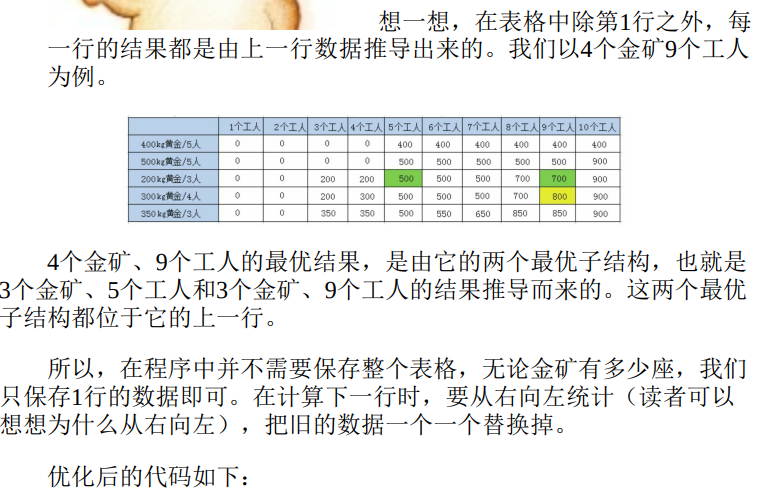 想一想，在表格中除第1行之外，每
一行的结果都是由上一行数据推导出来的。我们以4个金矿9个工人
为例。
1个工人 2个工人 3个工人 4个工人 5个工人 6个工人 7个工人 8个工人 9个工人 10个工人
400kg黄金/5人 0 0 0 0 400 400 400 400 400 400
500kg黄金/5人 0 0 0 0 500 500 500 500 500 900
200kg黄金/3人 0 0 200 200 500 500 500 700 700 900
300kg黄金/4人 0 0 200 300 500 500 500 700 800 900
350kg黄金/3人 0 0 350 350 500 550 650 850 850 900
4个金矿、9个工人的最优结果，是由它的两个最优子结构，也就是
3个金矿、5个工人和3个金矿、9个工人的结果推导而来的。这两个最优
子结构都位于它的上一行。
所以，在程序中并不需要保存整个表格，无论金矿有多少座，我们
只保存1行的数据即可。在计算下一行时，要从右向左统计（读者可以
想想为什么从右向左），把旧的数据一个一个替换掉。
优化后的代码如下：